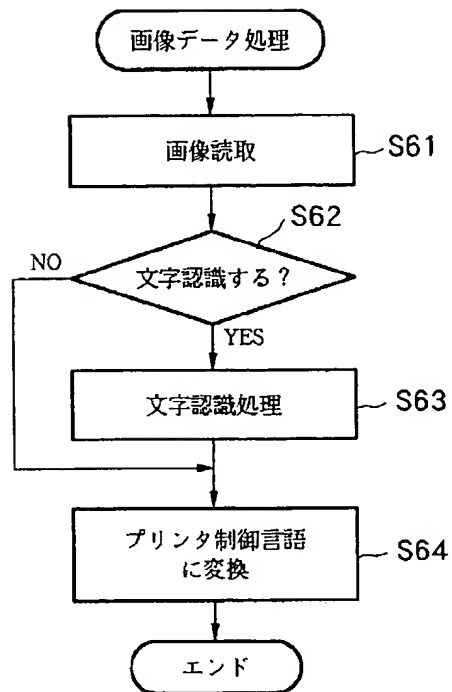 画像データ処理
画像読取
S61
S62
NO
文字認識する？
YES
文字認識処理
S63
プリンタ制御言語
に変換
S64
エンド